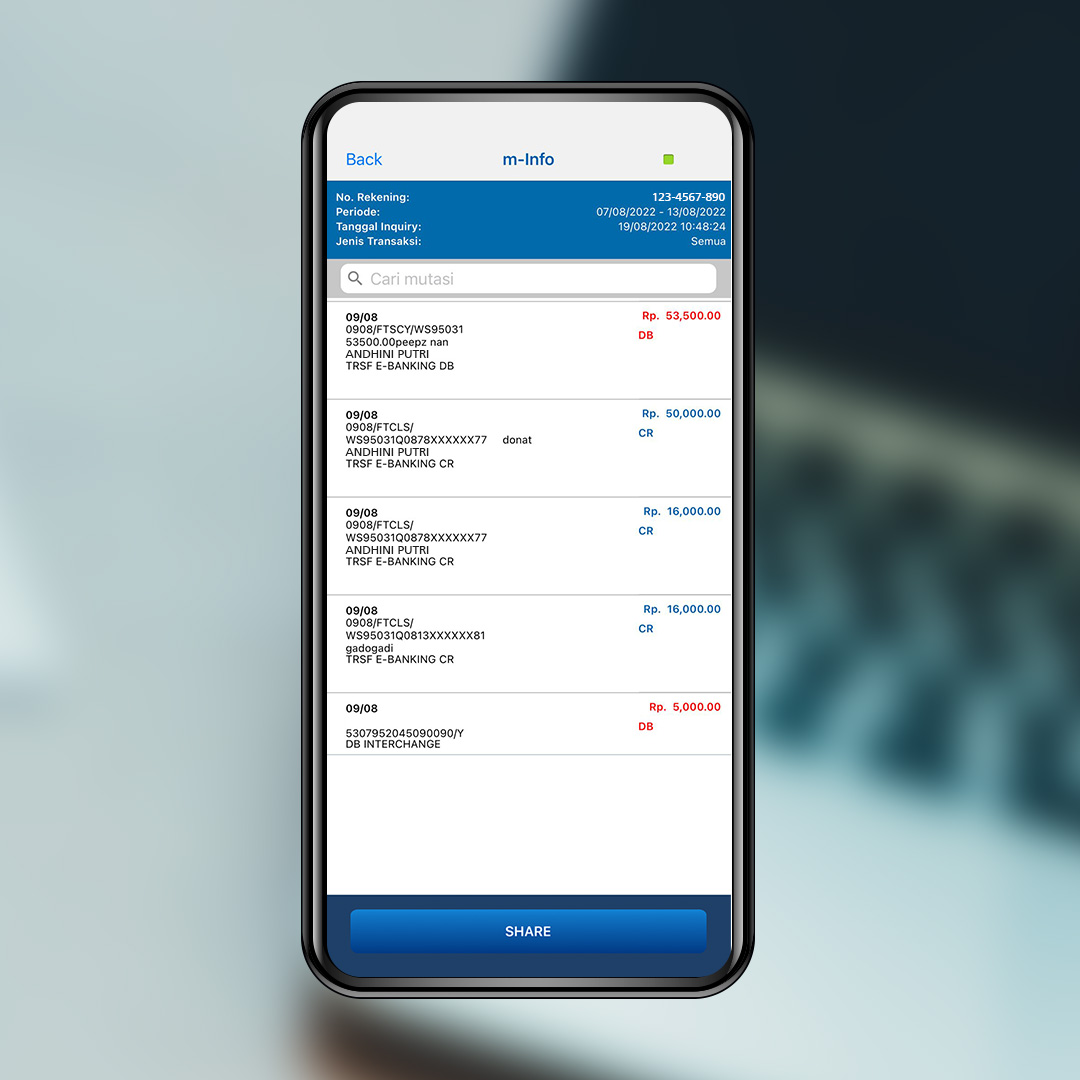 Back m-Info
No. Rekening: 123-4567-890
Periode: 07/08/2022 - 13/08/2022
Tanggal Inquiry: 19/08/2022 10:48:24
Jenis Transaksi: Semua
Cari mutasi
09/08 Rp. 53,500.00
0908/FTSCY/WS95031 DB
53500.00peepz nan
ANDHINI PUTRI
TRSF E-BANKING DB
09/08 Rp. 50,000.00
0908/FTCLS/ CR
WS95031Q0878XXXXXX77 donat
ANDHINI PUTRI
TRSF E-BANKING CR
09/08 Rp. 16,000.00
0908/FTCLS/ CR
WS95031Q0878XXXXXX77
ANDHINI PUTRI
TRSF E-BANKING CR
09/08 Rp. 16,000.00
0908/FTCLS/ CR
WS95031Q0813XXXXXX81
gadogadi
TRSF E-BANKING CR
09/08 Rp. 5,000.00
DB
5307952045090090/Y
DB INTERCHANGE
SHARE